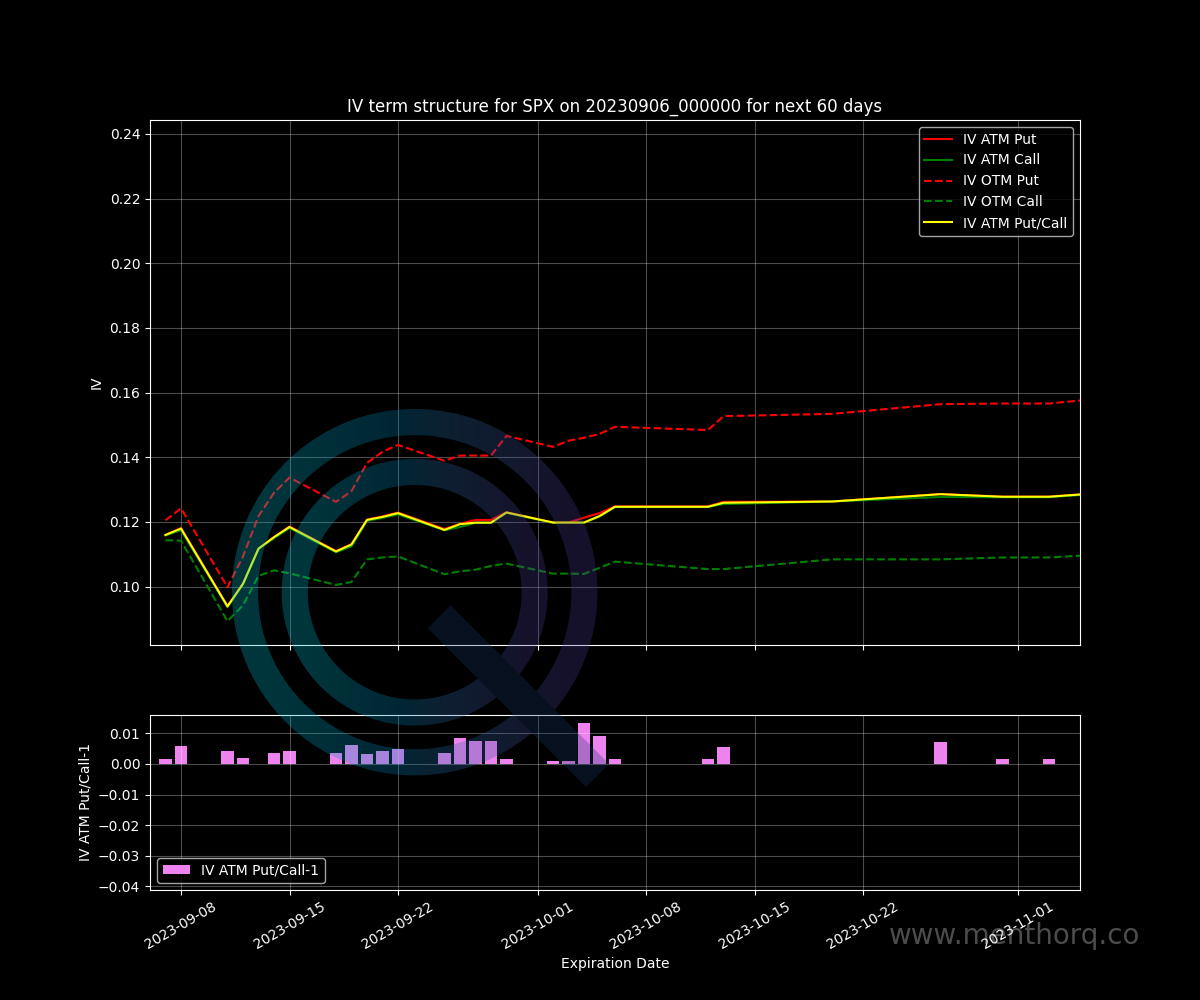 IV term structure for SPX on 20230906_000000 for next 60 days
0.24
0.22
0.20
0.18
0.16
0.14
0.12
0.10
IV
IV ATM Put
IV ATM Call
IV OTM Put
IV OTM Call
IV ATM Put/Call
0.01
0.00
−0.01
−0.02
−0.03
−0.04
IV ATM Put/Call-1
IV ATM Put/Call-1
2023-09-08
2023-09-15
2023-09-22
2023-10-01
2023-10-08
2023-10-15
2023-10-22
2023-11-01
www.menthorq.co
Expiration Date